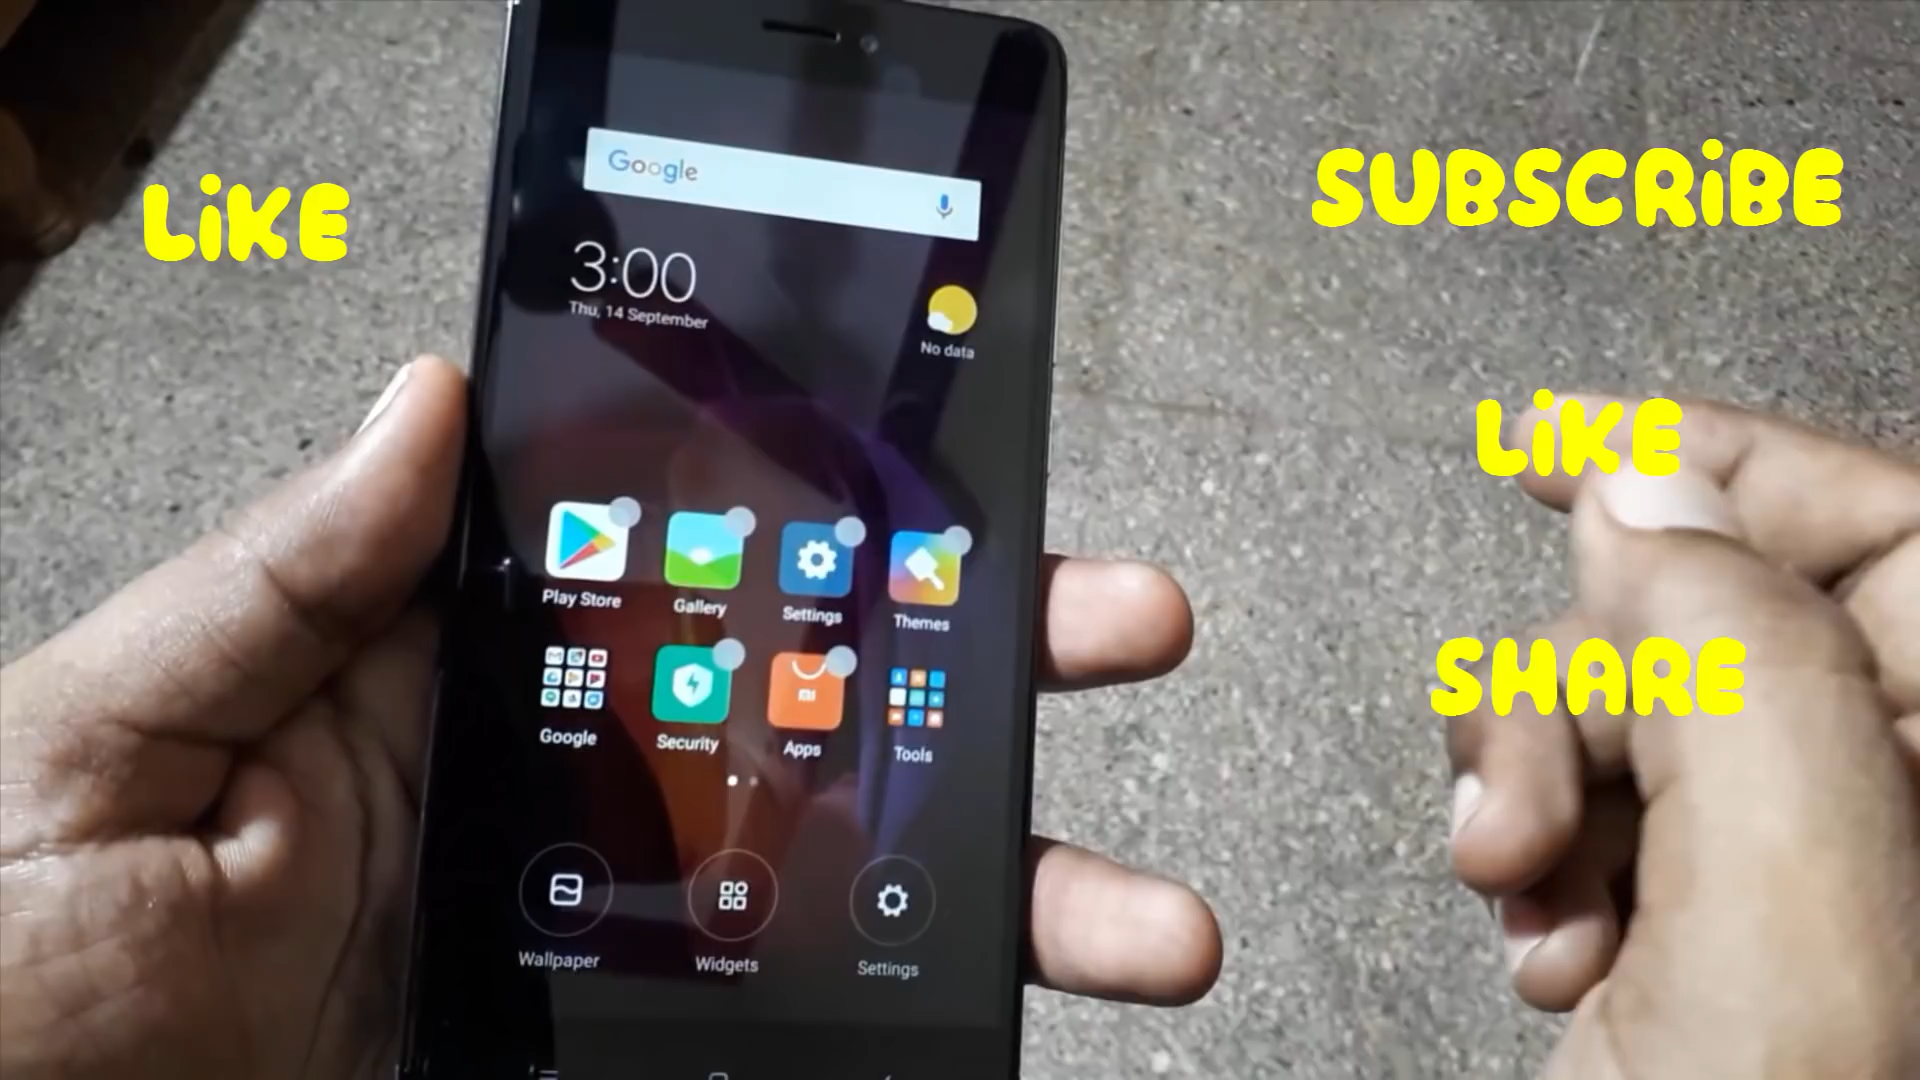 LIKE
SUBSCRIBE
LIKE
SHARE
Google
3:00
Thu, 14 September
No data
Play Store
Gallery
Settings
Themes
Google
Security
mi
Apps
Tools
Wallpaper
Widgets
Settings